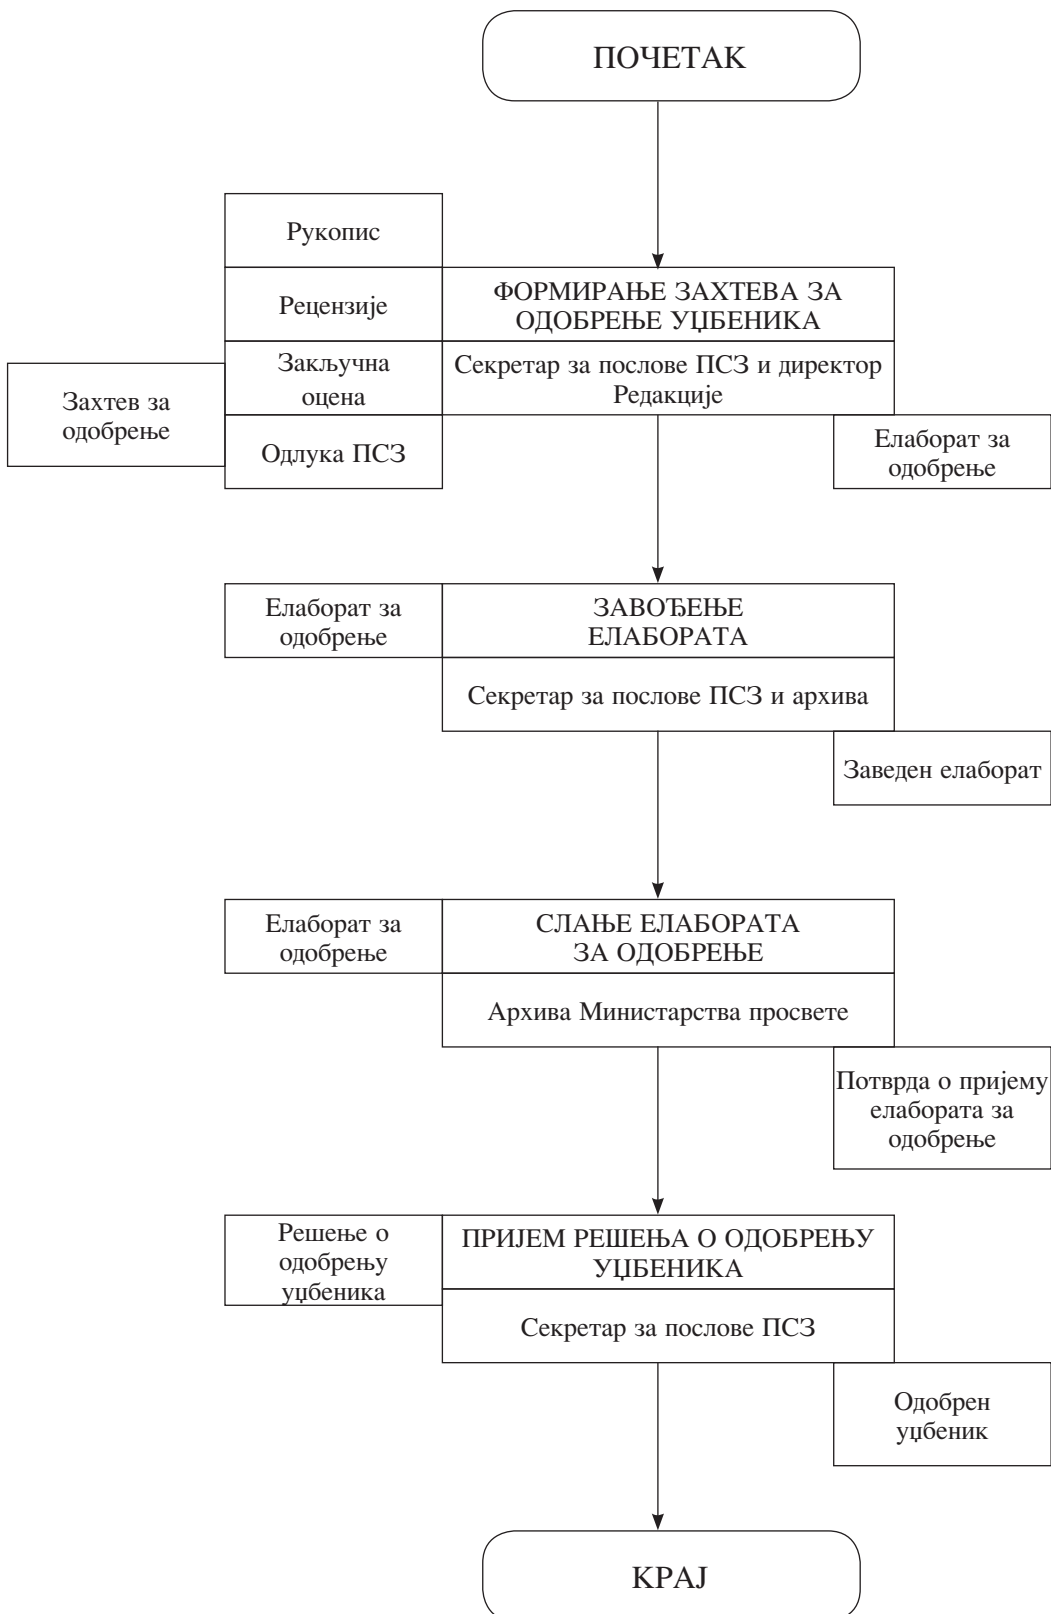 ПОЧЕТАК
Рукопис
Рецензије
ФОРМИРАЊЕ ЗАХТЕВА ЗА
ОДОБРЕЊЕ УЏБЕНИКА
Захтев за
одобрење
Закључна
оцена
Секретар за послове ПСЗ и директор
Редакције
Одлука ПСЗ
Елаборат за
одобрење
Елаборат за
одобрење
ЗАВОЂЕЊЕ
ЕЛАБОРАТА
Секретар за послове ПСЗ и архива
Заведен елаборат
Елаборат за
одобрење
СЛАЊЕ ЕЛАБОРАТА
ЗА ОДОБРЕЊЕ
Архива Министарства просвете
Потврда о пријему
елабората за
одобрење
Решење о
одобрењу
уџбеника
ПРИЈЕМ РЕШЕЊА О ОДОБРЕЊУ
УЏБЕНИКА
Секретар за послове ПСЗ
Одобрен
уџбеник
КРАЈ